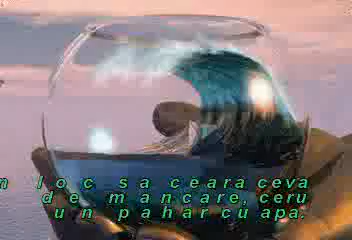 n loc sa ceara ceva
de mancare, ceru
un pahar cu apa.